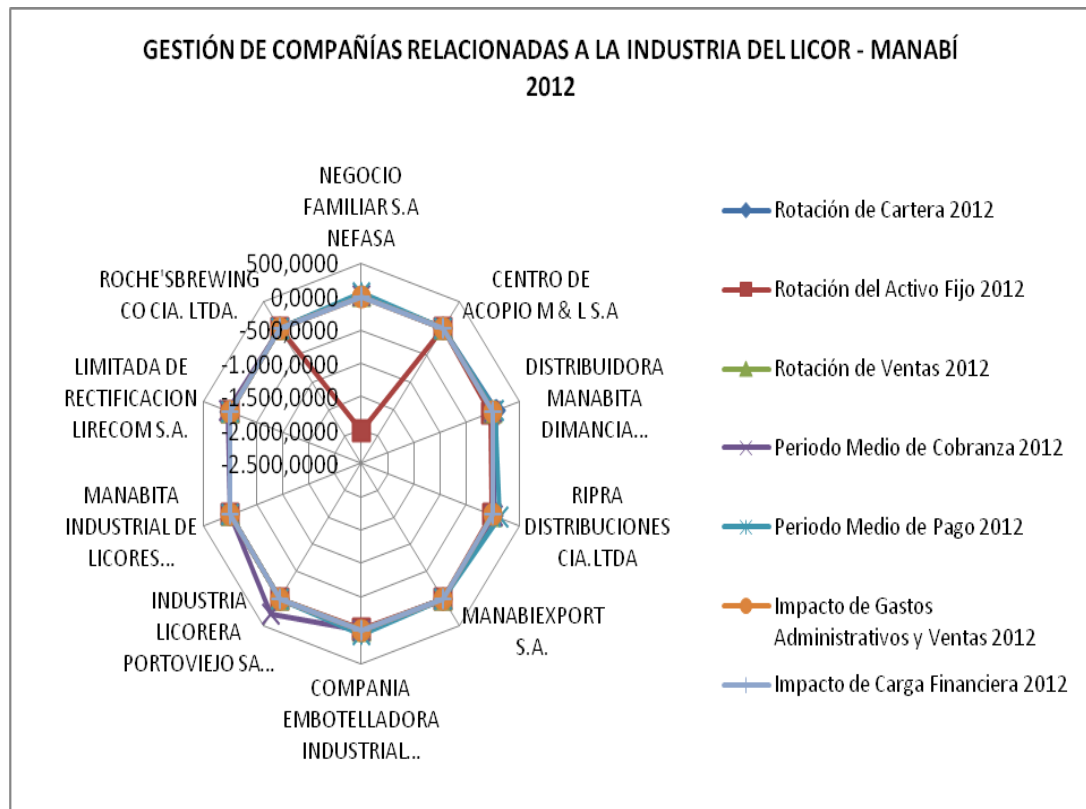 GESTIÓN DE COMPAÑÍAS RELACIONADAS A LA INDUSTRIA DEL LICOR - MANABÍ
2012
NEGOCIO
FAMILIAR S.A
NEFASA
CENTRO DE
ACOPIO M & L S.A
DISTRIBUIDORA
MANABITA
DIMANCIA...
RIPRA
DISTRIBUCIONES
CIA. LTDA
MANABIEXPORT
S.A.
COMPANIA
EMBOTELLADORA
INDUSTRIAL...
INDUSTRIA
LICORERA
PORTOVIEJO SA...
MANABITA
INDUSTRIAL DE
LICORES...
LIMITADA DE
RECTIFICACION
LIRECOM S.A.
ROCHE'SBREWING
CO CIA. LTDA.
500,0000
0,0000
-500,0000
-1.000,0000
-1.500,0000
-2.000,0000
-2.500,0000
Rotación de Cartera 2012
Rotación del Activo Fijo 2012
Rotación de Ventas 2012
Periodo Medio de Cobranza 2012
Periodo Medio de Pago 2012
Impacto de Gastos
Administrativos y Ventas 2012
Impacto de Carga Financiera 2012